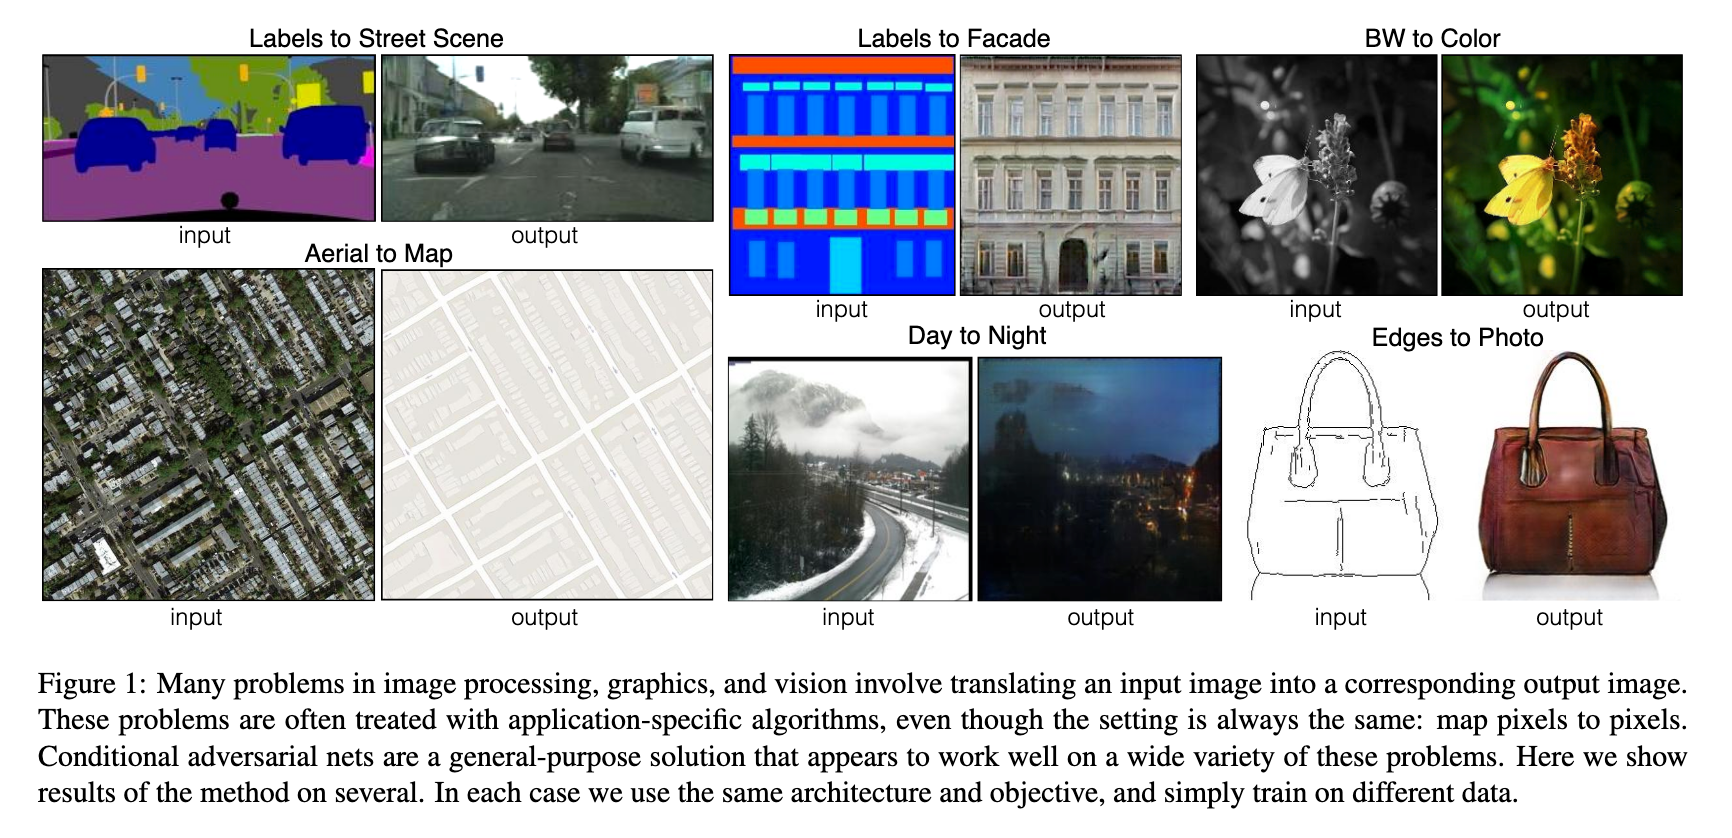 Labels to Street Scene
input
output
Aerial to Map
input
output
Labels to Facade
input
output
BW to Color
input
output
Day to Night
input
output
Edges to Photo
input
output
Figure 1: Many problems in image processing, graphics, and vision involve translating an input image into a corresponding output image.
These problems are often treated with application-specific algorithms, even though the setting is always the same: map pixels to pixels.
Conditional adversarial nets are a general-purpose solution that appears to work well on a wide variety of these problems. Here we show
results of the method on several. In each case we use the same architecture and objective, and simply train on different data.